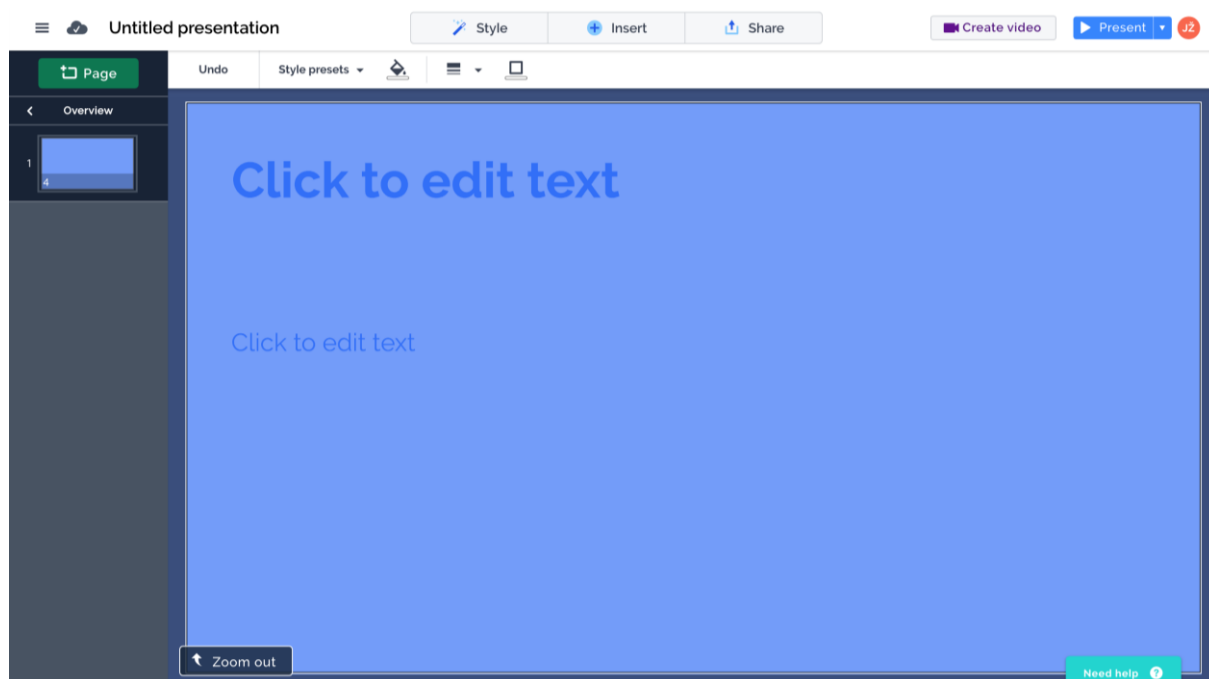 Untitled presentation
Style
Insert
Share
Create video
Present
JŽ
Page
Undo
Style presets
Overview
1
4
Click to edit text
Click to edit text
Zoom out
Need help ?